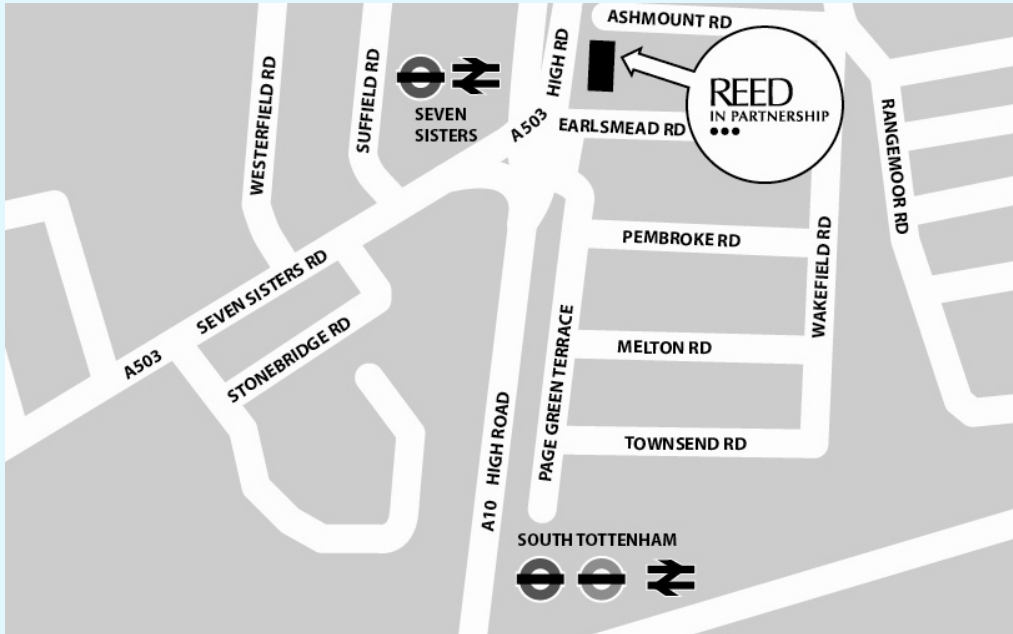 ASHMOUNT RD
HIGH RD
REED
IN PARTNERSHIP
WESTERFIELD RD
SUFFIELD RD
SEVEN
SISTERS
A503
EARLSMEAD RD
RANGEMOOR RD
PEMBROKE RD
WAKEFIELD RD
SEVEN SISTERS RD
A503
STONEBRIDGE RD
MELTON RD
PAGE GREEN TERRACE
A10 HIGH ROAD
TOWNSEND RD
SOUTH TOTTENHAM